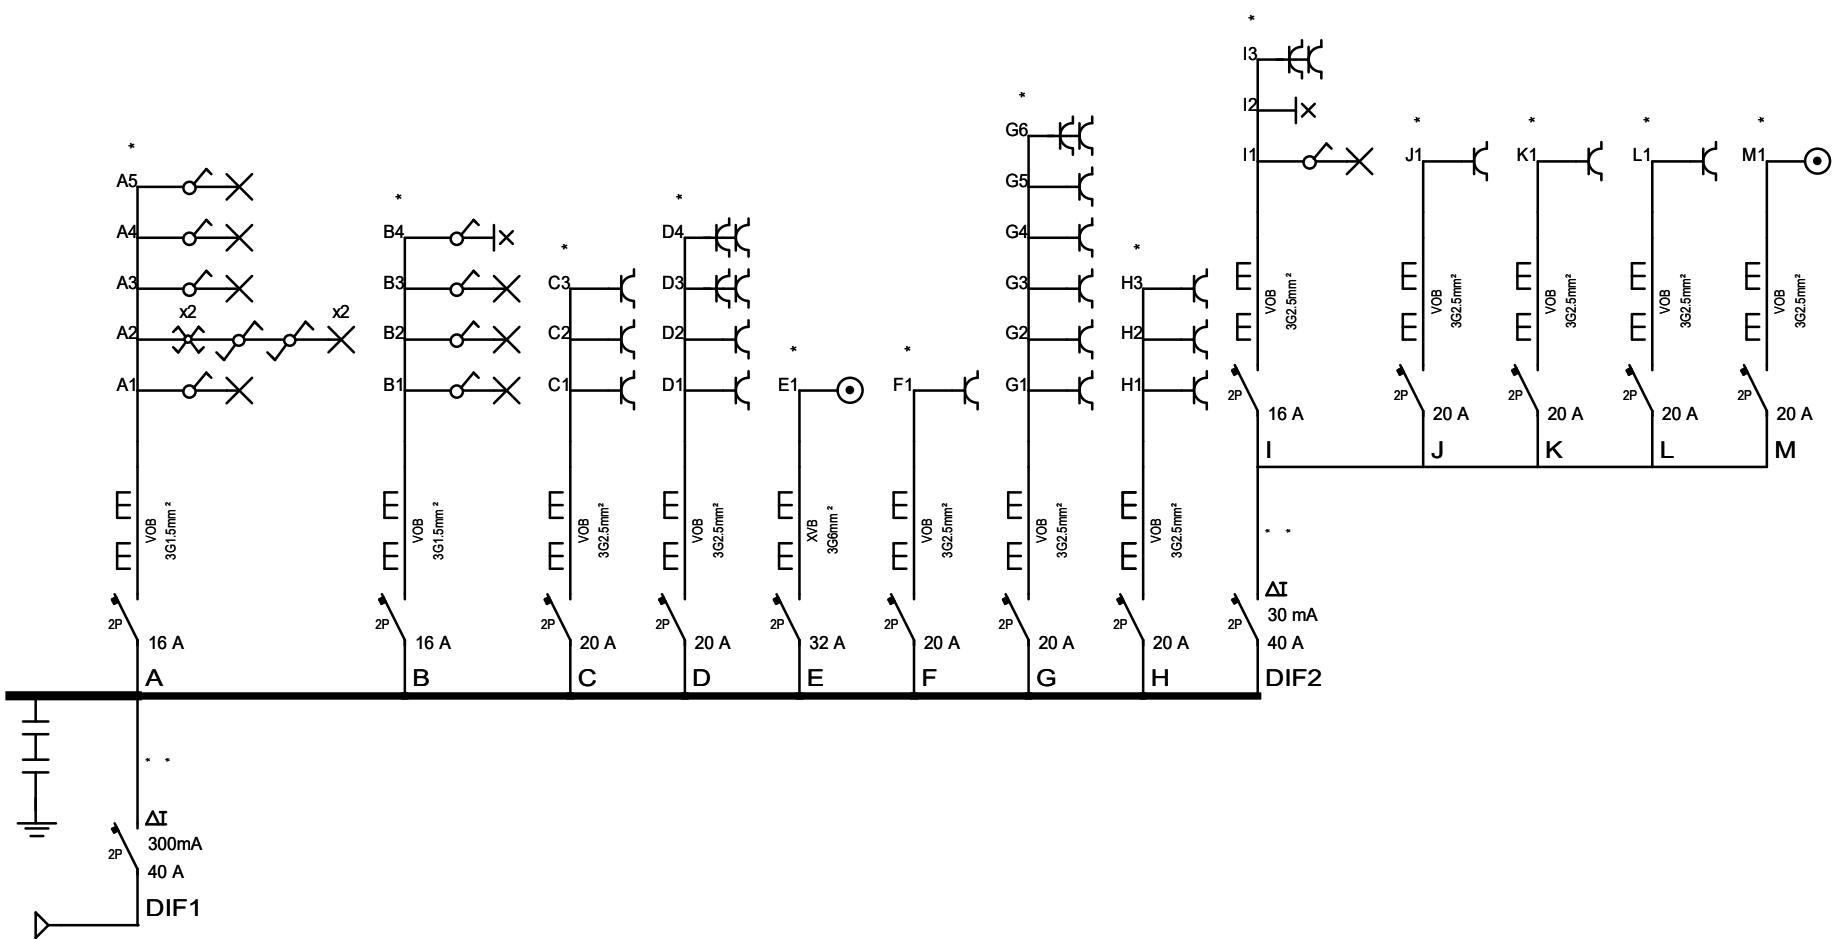 *
I3
*
G6
I2
*
*
*
*
*
A5
G5
I1
J1
K1
L1
M1
*
*
A4
B4
*
D4
G4
*
A3
B3
C3
D3
G3
H3
VOB
3G2.5mm²
VOB
3G2.5mm²
VOB
3G2.5mm²
VOB
3G2.5mm²
VOB
3G2.5mm²
x2
x2
A2
B2
C2
D2
*
*
G2
H2
A1
B1
C1
D1
E1
F1
G1
H1
2P
16 A
2P
20 A
2P
20 A
2P
20 A
2P
20 A
I
J
K
L
M
VOB
3G1.5mm²
VOB
3G1.5mm²
VOB
3G2.5mm²
VOB
3G2.5mm²
XVB
3G6mm²
VOB
3G2.5mm²
VOB
3G2.5mm²
VOB
3G2.5mm²
* *
2P
16 A
2P
16 A
2P
20 A
2P
20 A
2P
32 A
2P
20 A
2P
20 A
2P
20 A
2P
ΔI
30 mA
40 A
A
B
C
D
E
F
G
H
DIF2
* *
2P
ΔI
300mA
40 A
DIF1